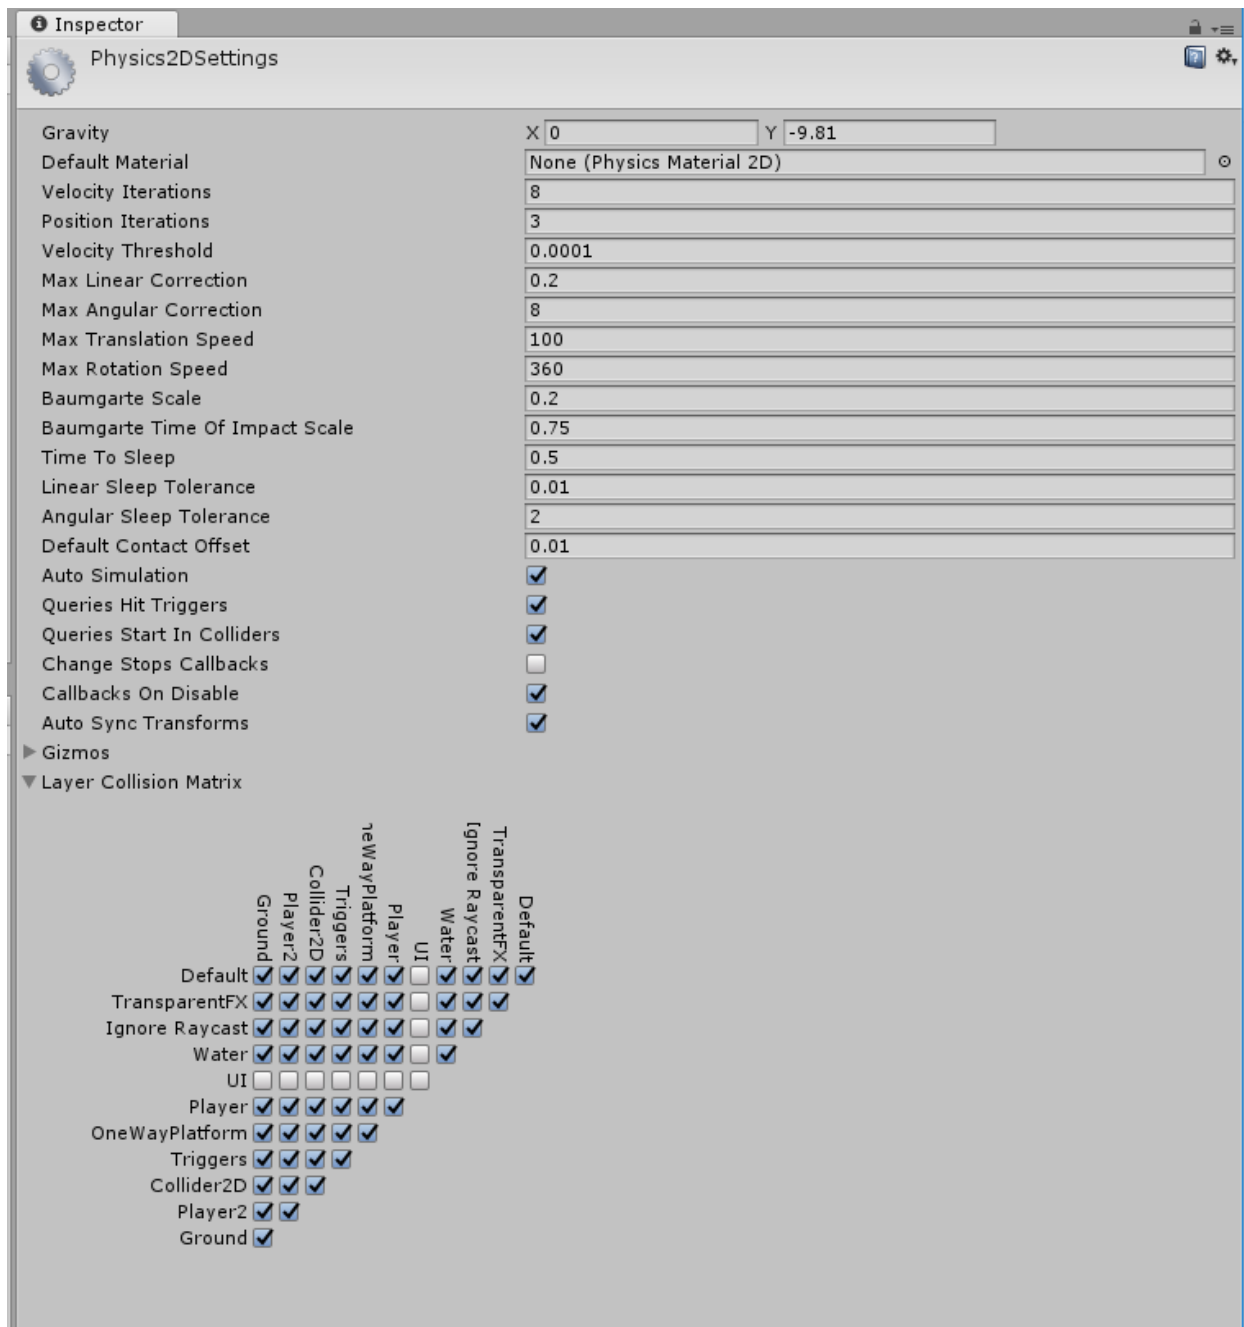 Inspector
Physics2DSettings
Gravity X 0 Y -9.81
Default Material None (Physics Material 2D)
Velocity Iterations 8
Position Iterations 3
Velocity Threshold 0.0001
Max Linear Correction 0.2
Max Angular Correction 8
Max Translation Speed 100
Max Rotation Speed 360
Baumgarte Scale 0.2
Baumgarte Time Of Impact Scale 0.75
Time To Sleep 0.5
Linear Sleep Tolerance 0.01
Angular Sleep Tolerance 2
Default Contact Offset 0.01
Auto Simulation
Queries Hit Triggers
Queries Start In Colliders
Change Stops Callbacks
Callbacks On Disable
Auto Sync Transforms
Gizmos
Layer Collision Matrix
Ground
Player2
Collider2D
Triggers
neWayPlatform
Player
UI
Water
Ignore Raycast
TransparentFX
Default
Default
TransparentFX
Ignore Raycast
Water
UI
Player
OneWayPlatform
Triggers
Collider2D
Player2
Ground